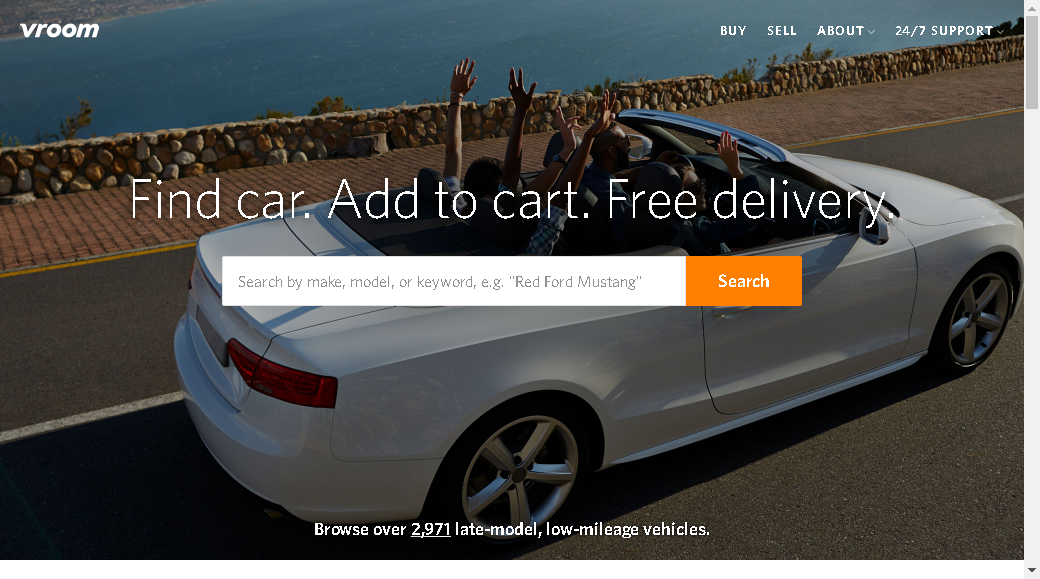 vroom
BUY SELL ABOUT 24/7 SUPPORT
Find car. Add to cart. Free delivery.
Search by make, model, or keyword, e.g. "Red Ford Mustang" Search
Browse over 2,971 late-model, low-mileage vehicles.